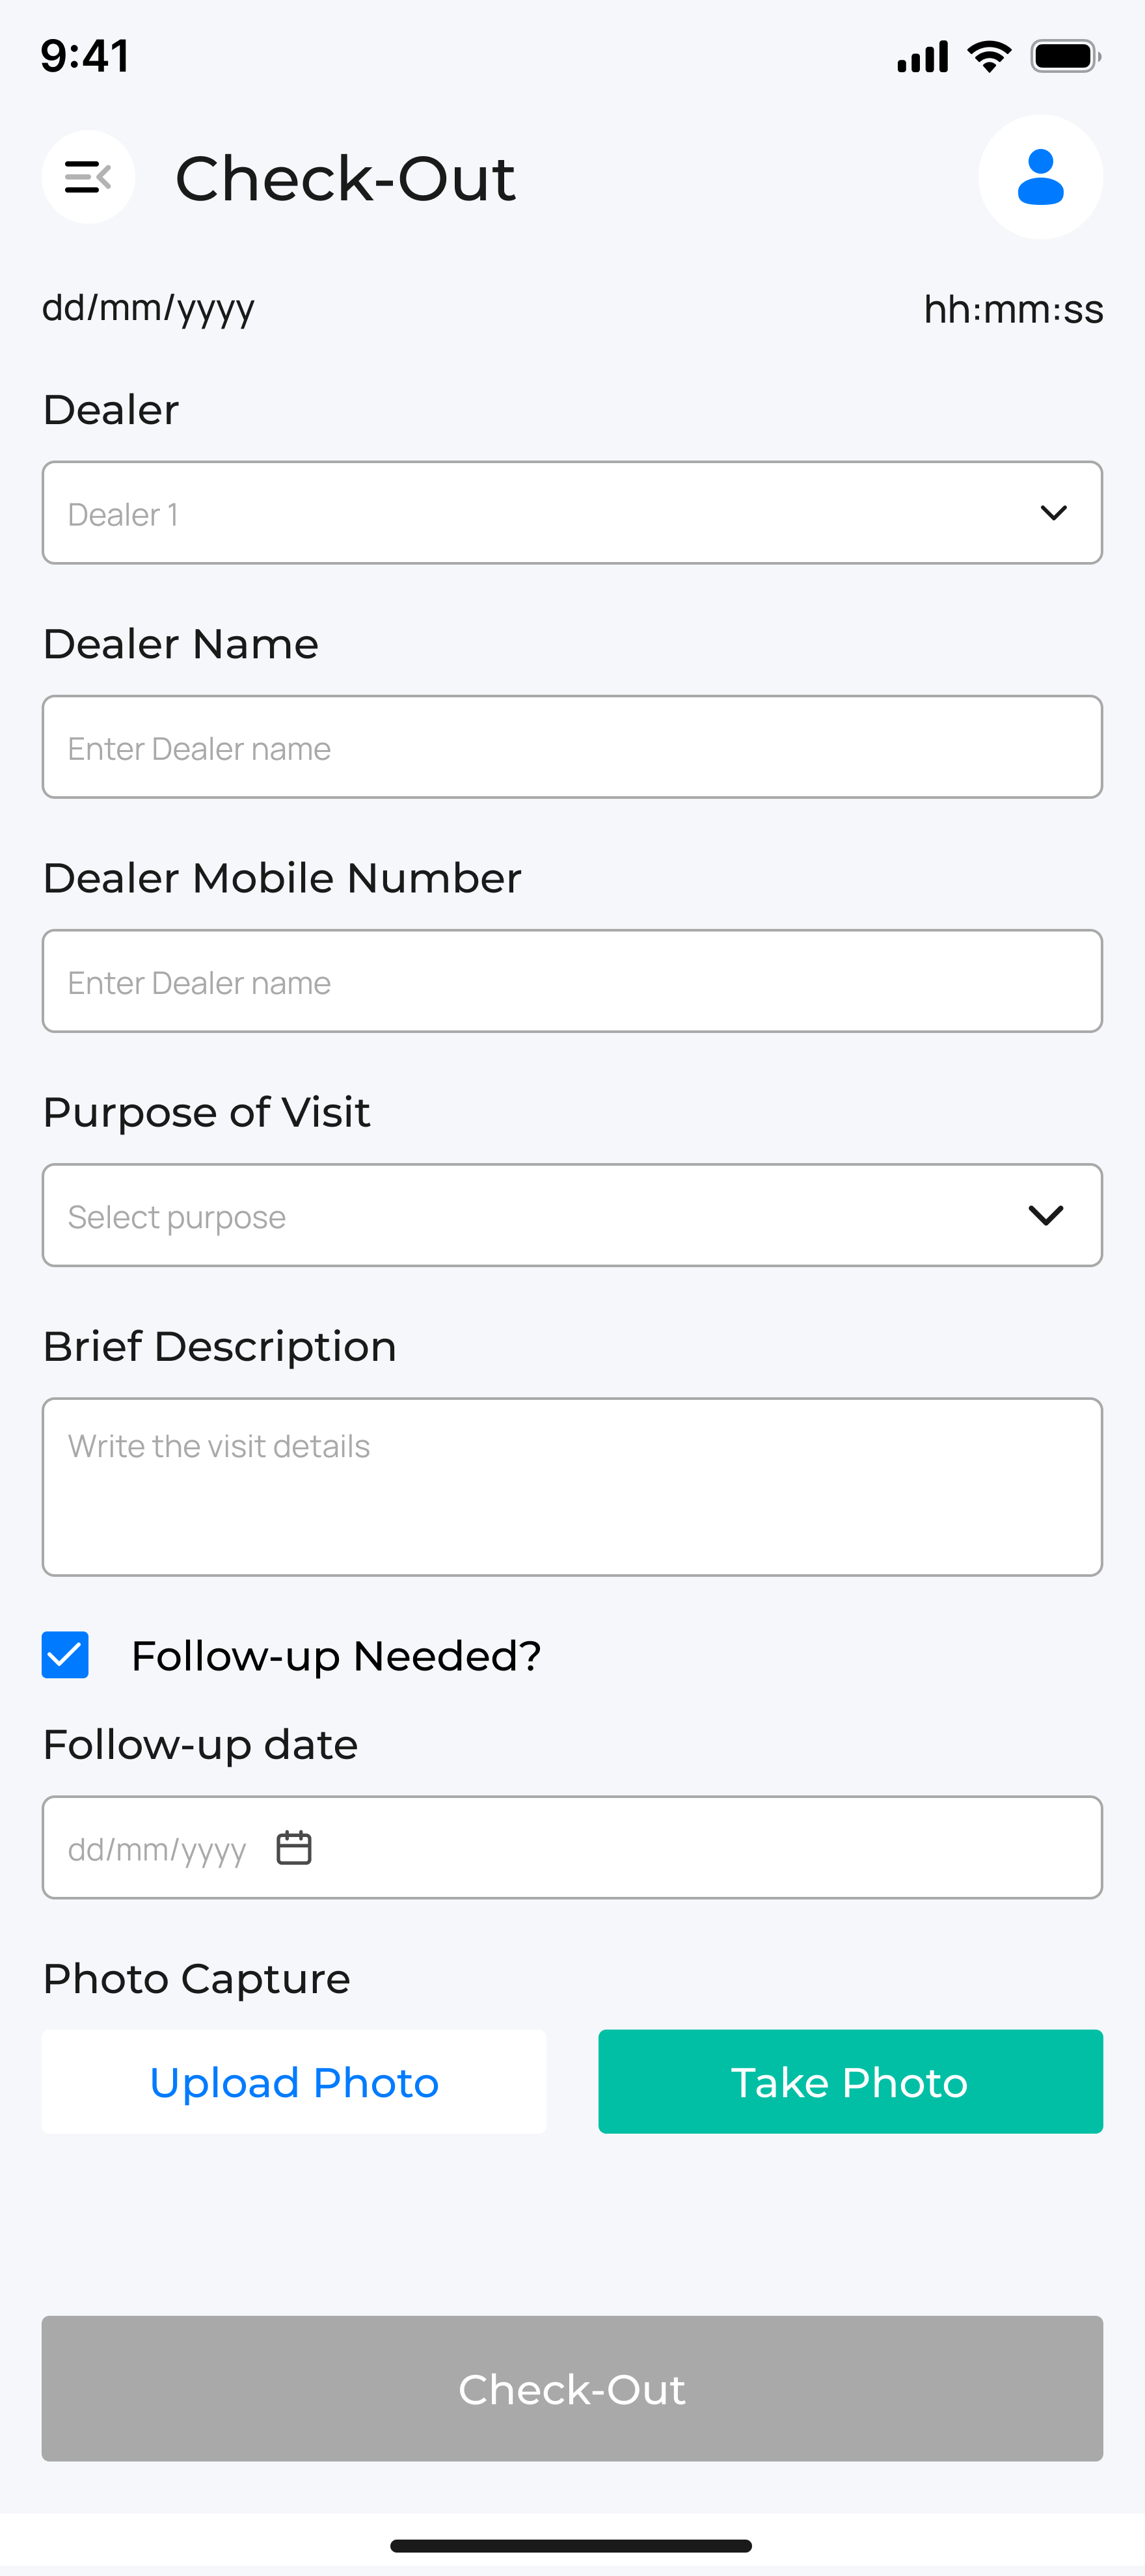 9:41
Check-Out
dd/mm/yyyy hh:mm:ss
Dealer
Dealer 1
Dealer Name
Enter Dealer name
Dealer Mobile Number
Enter Dealer name
Purpose of Visit
Select purpose
Brief Description
Write the visit details
Follow-up Needed?
Follow-up date
dd/mm/yyyy
Photo Capture
Upload Photo Take Photo
Check-Out